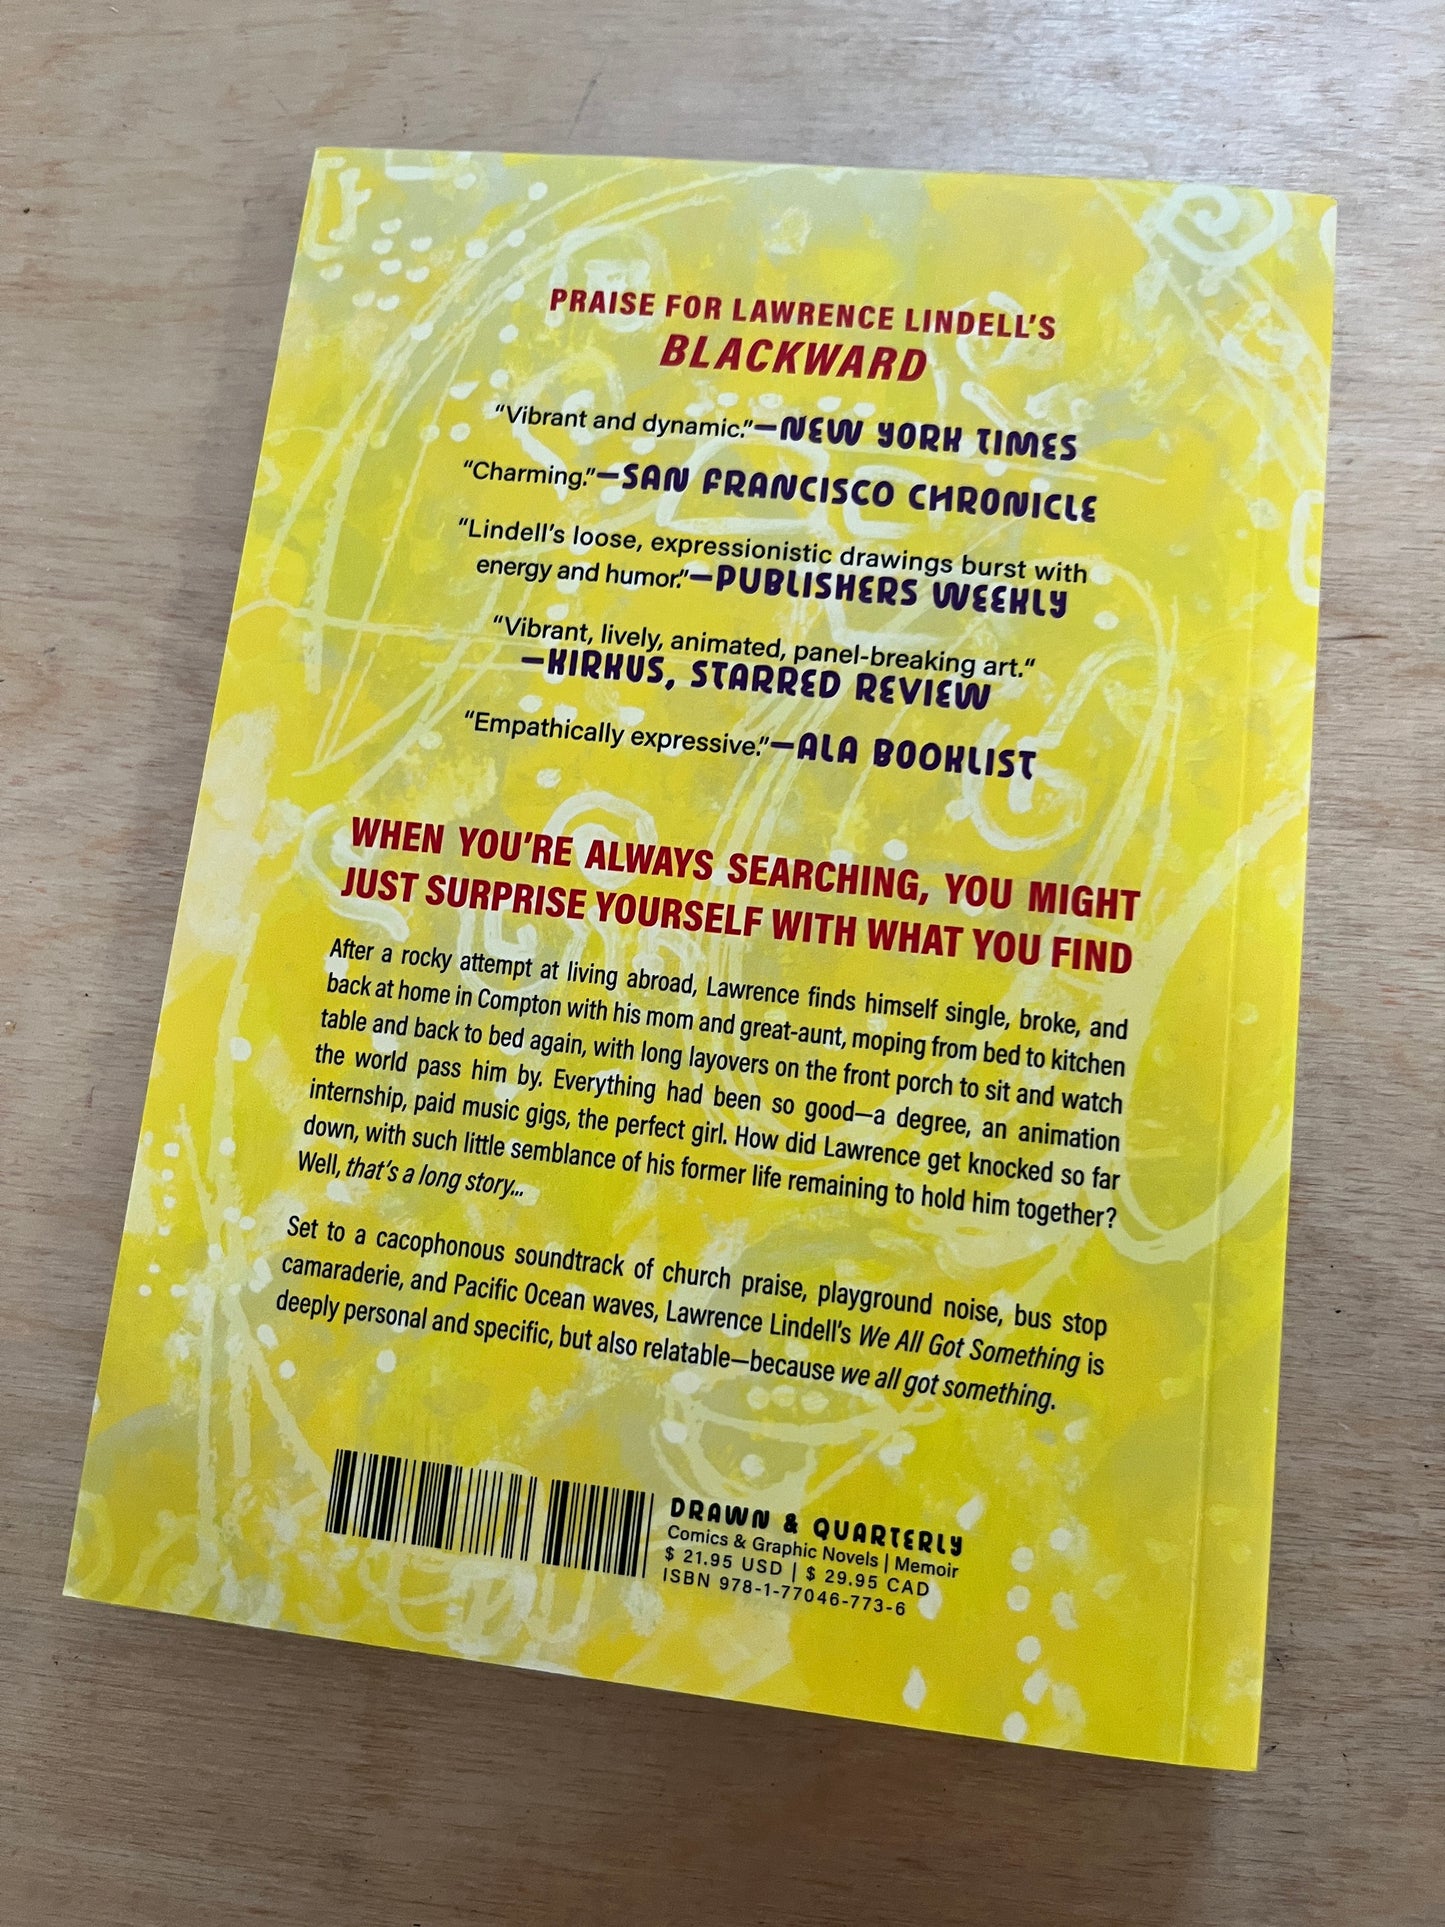 PRAISE FOR LAWRENCE LINDELL'S
BLACKWARD
“Vibrant and dynamic.”—NEW YORK TIMES
“Charming.”—SAN FRANCISCO CHRONICLE
“Lindell's loose, expressionistic drawings burst with
energy and humor.”—PUBLISHERS WEEKLY
“Vibrant, lively, animated, panel-breaking art.“
—KIRKUS, STARRED REVIEW
“Empathically expressive.”—ALA BOOKLIST
WHEN YOU'RE ALWAYS SEARCHING, YOU MIGHT
JUST SURPRISE YOURSELF WITH WHAT YOU FIND
After a rocky attempt at living abroad, Lawrence finds himself single, broke, and
back at home in Compton with his mom and great-aunt, moping from bed to kitchen
table and back to bed again, with long layovers on the front porch to sit and watch
the world pass him by. Everything had been so good—a degree, an animation
internship, paid music gigs, the perfect girl. How did Lawrence get knocked so far
down, with such little semblance of his former life remaining to hold him together?
Well, that's a long story...
Set to a cacophonous soundtrack of church praise, playground noise, bus stop
camaraderie, and Pacific Ocean waves, Lawrence Lindell's We All Got Something is
deeply personal and specific, but also relatable—because we all got something.
DRAWN & QUARTERLY
Comics & Graphic Novels | Memoir
$ 21.95 USD | $ 29.95 CAD
ISBN 978-1-77046-773-6